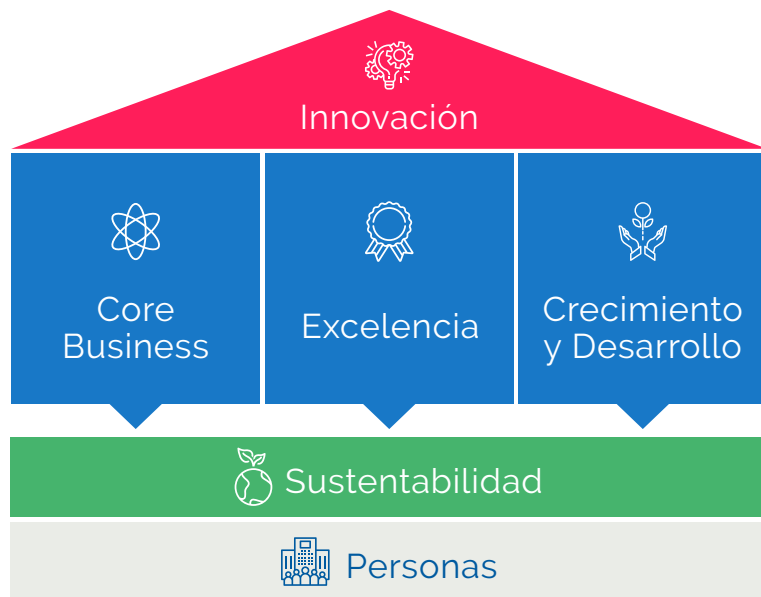 Innovación
Core
Business
Excelencia
Crecimiento
y Desarrollo
Sustentabilidad
Personas